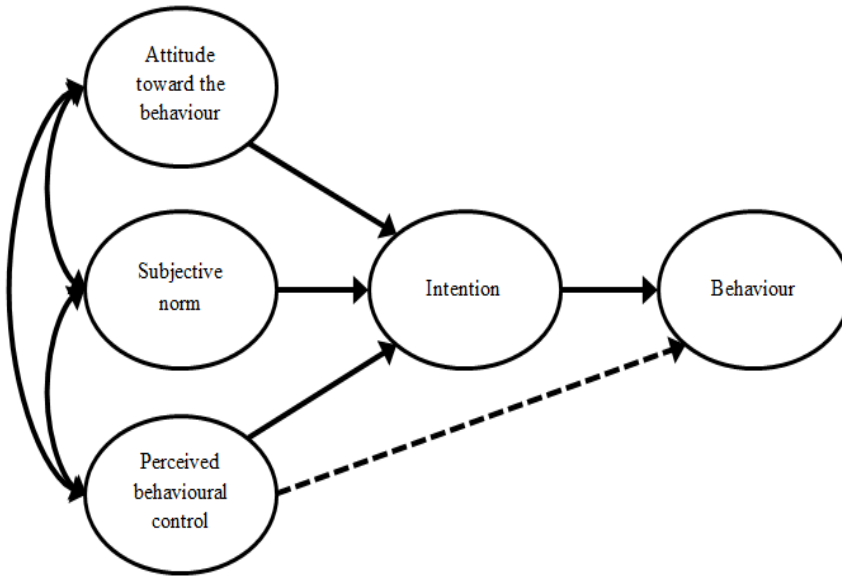 Attitude
toward the
behaviour
Subjective
norm
Intention
Behaviour
Perceived
behavioural
control